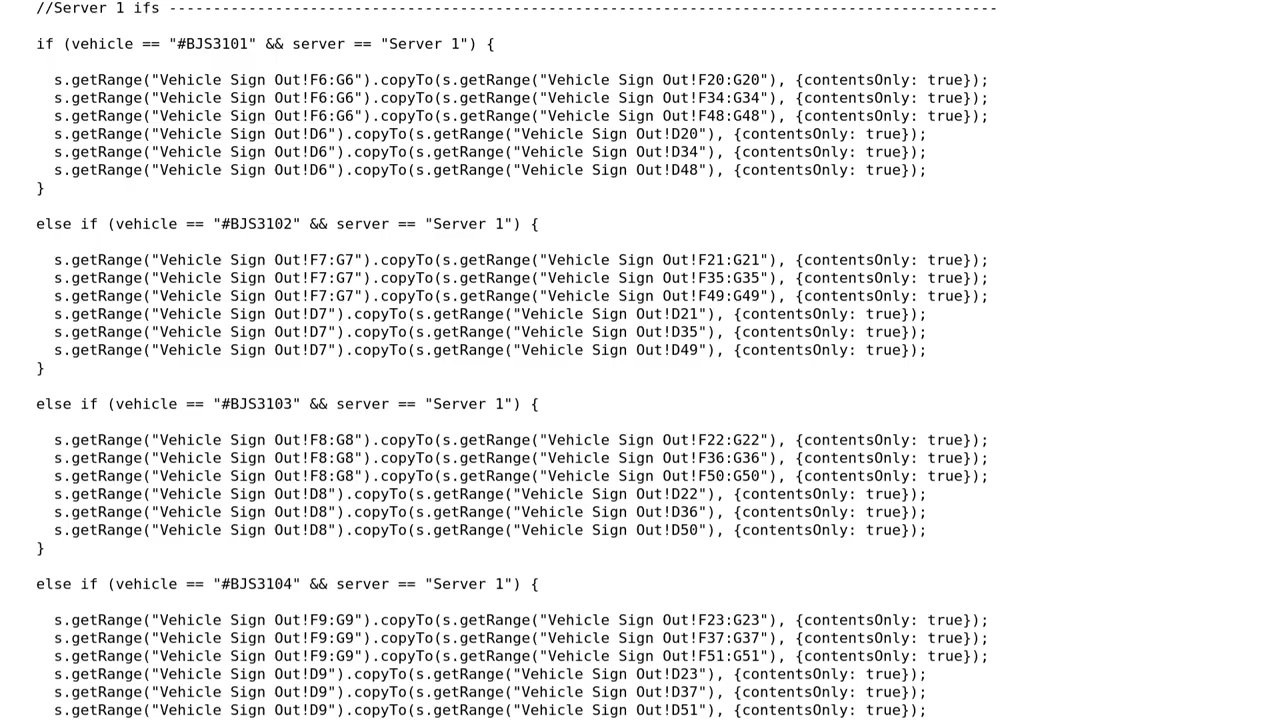 //Server 1 ifs ----------------------------------------------------------------------------------------------
if (vehicle == "#BJS3101" && server == "Server 1") {
s.getRange("Vehicle Sign Out!F6:G6").copyTo(s.getRange("Vehicle Sign Out!F20:G20"), {contentsOnly: true});
s.getRange("Vehicle Sign Out!F6:G6").copyTo(s.getRange("Vehicle Sign Out!F34:G34"), {contentsOnly: true});
s.getRange("Vehicle Sign Out!F6:G6").copyTo(s.getRange("Vehicle Sign Out!F48:G48"), {contentsOnly: true});
s.getRange("Vehicle Sign Out!D6").copyTo(s.getRange("Vehicle Sign Out!D20"), {contentsOnly: true});
s.getRange("Vehicle Sign Out!D6").copyTo(s.getRange("Vehicle Sign Out!D34"), {contentsOnly: true});
s.getRange("Vehicle Sign Out!D6").copyTo(s.getRange("Vehicle Sign Out!D48"), {contentsOnly: true});
}
else if (vehicle == "#BJS3102" && server == "Server 1") {
s.getRange("Vehicle Sign Out!F7:G7").copyTo(s.getRange("Vehicle Sign Out!F21:G21"), {contentsOnly: true});
s.getRange("Vehicle Sign Out!F7:G7").copyTo(s.getRange("Vehicle Sign Out!F35:G35"), {contentsOnly: true});
s.getRange("Vehicle Sign Out!F7:G7").copyTo(s.getRange("Vehicle Sign Out!F49:G49"), {contentsOnly: true});
s.getRange("Vehicle Sign Out!D7").copyTo(s.getRange("Vehicle Sign Out!D21"), {contentsOnly: true});
s.getRange("Vehicle Sign Out!D7").copyTo(s.getRange("Vehicle Sign Out!D35"), {contentsOnly: true});
s.getRange("Vehicle Sign Out!D7").copyTo(s.getRange("Vehicle Sign Out!D49"), {contentsOnly: true});
}
else if (vehicle == "#BJS3103" && server == "Server 1") {
s.getRange("Vehicle Sign Out!F8:G8").copyTo(s.getRange("Vehicle Sign Out!F22:G22"), {contentsOnly: true});
s.getRange("Vehicle Sign Out!F8:G8").copyTo(s.getRange("Vehicle Sign Out!F36:G36"), {contentsOnly: true});
s.getRange("Vehicle Sign Out!F8:G8").copyTo(s.getRange("Vehicle Sign Out!F50:G50"), {contentsOnly: true});
s.getRange("Vehicle Sign Out!D8").copyTo(s.getRange("Vehicle Sign Out!D22"), {contentsOnly: true});
s.getRange("Vehicle Sign Out!D8").copyTo(s.getRange("Vehicle Sign Out!D36"), {contentsOnly: true});
s.getRange("Vehicle Sign Out!D8").copyTo(s.getRange("Vehicle Sign Out!D50"), {contentsOnly: true});
}
else if (vehicle == "#BJS3104" && server == "Server 1") {
s.getRange("Vehicle Sign Out!F9:G9").copyTo(s.getRange("Vehicle Sign Out!F23:G23"), {contentsOnly: true});
s.getRange("Vehicle Sign Out!F9:G9").copyTo(s.getRange("Vehicle Sign Out!F37:G37"), {contentsOnly: true});
s.getRange("Vehicle Sign Out!F9:G9").copyTo(s.getRange("Vehicle Sign Out!F51:G51"), {contentsOnly: true});
s.getRange("Vehicle Sign Out!D9").copyTo(s.getRange("Vehicle Sign Out!D23"), {contentsOnly: true});
s.getRange("Vehicle Sign Out!D9").copyTo(s.getRange("Vehicle Sign Out!D37"), {contentsOnly: true});
s.getRange("Vehicle Sign Out!D9").copyTo(s.getRange("Vehicle Sign Out!D51"), {contentsOnly: true});